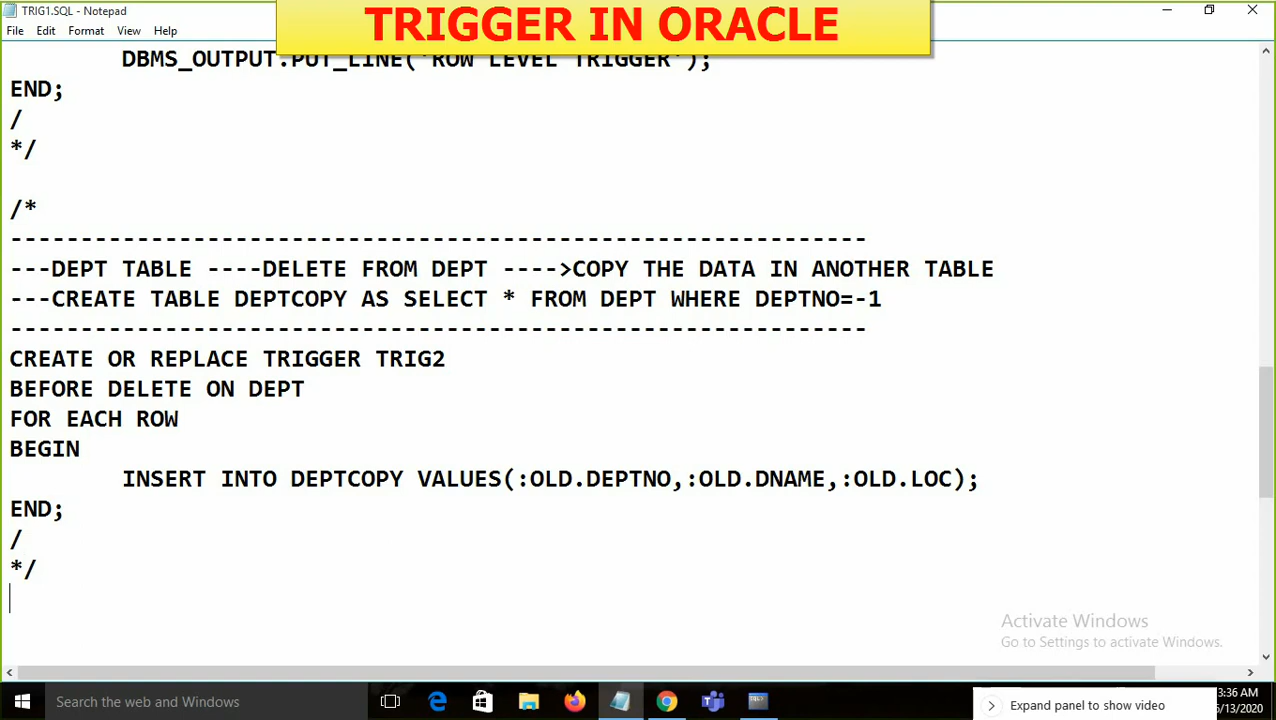 TRIG1.SQL - Notepad
TRIGGER IN ORACLE
File Edit Format View Help
DBMS_OUTPUT.PUT_LINE('ROW LEVEL TRIGGER');
END;
/
*/
/*
-------------------------------------------------------------
---DEPT TABLE ----DELETE FROM DEPT ---->COPY THE DATA IN ANOTHER TABLE
---CREATE TABLE DEPTCOPY AS SELECT * FROM DEPT WHERE DEPTNO=-1
-------------------------------------------------------------
CREATE OR REPLACE TRIGGER TRIG2
BEFORE DELETE ON DEPT
FOR EACH ROW
BEGIN
INSERT INTO DEPTCOPY VALUES(:OLD.DEPTNO,:OLD.DNAME,:OLD.LOC);
END;
/
*/
Activate Windows
Go to Settings to activate Windows.
Search the web and Windows
Expand panel to show video
3:36 AM
/13/2020